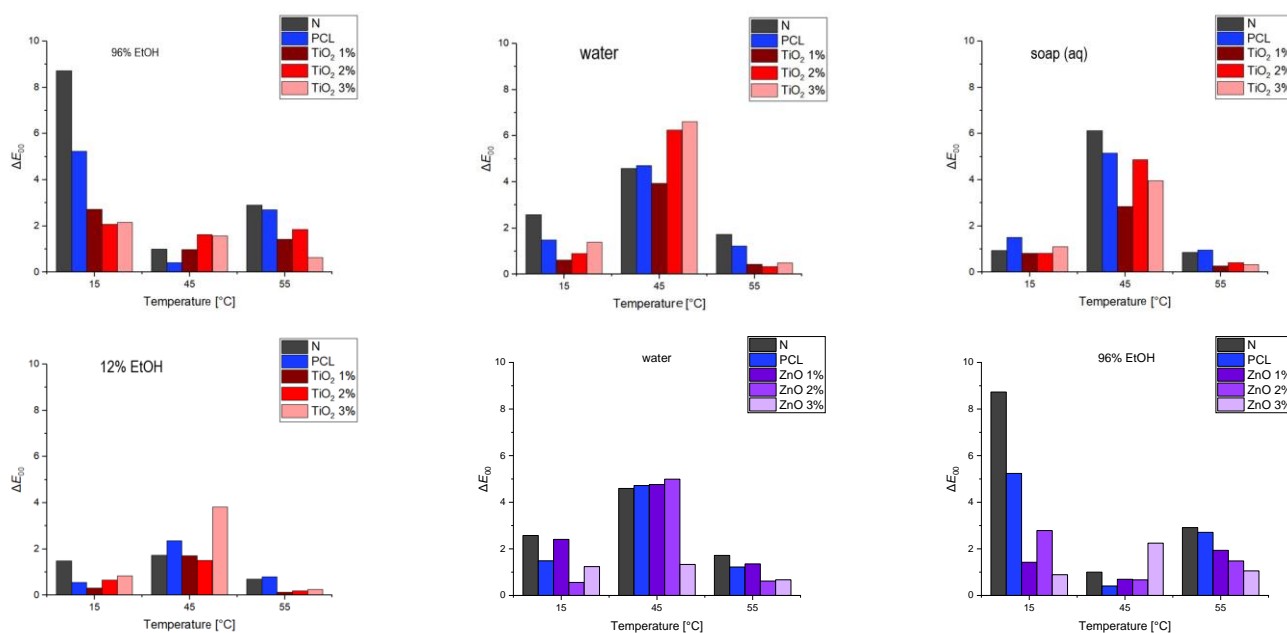 N
PCL
TiO₂ 1%
TiO₂ 2%
TiO₂ 3%
96% EtOH
10
8
6
4
2
0
ΔE₀₀
15 45 55
Temperature [°C]
N
PCL
TiO₂ 1%
TiO₂ 2%
TiO₂ 3%
water
10
8
6
4
2
0
ΔE₀₀
15 45 55
Temperature [°C]
N
PCL
TiO₂ 1%
TiO₂ 2%
TiO₂ 3%
soap (aq)
10
8
6
4
2
0
ΔE₀₀
15 45 55
Temperature [°C]
N
PCL
TiO₂ 1%
TiO₂ 2%
TiO₂ 3%
12% EtOH
10
8
6
4
2
0
ΔE₀₀
15 45 55
Temperature [°C]
N
PCL
ZnO 1%
ZnO 2%
ZnO 3%
water
10
8
6
4
2
0
ΔE₀₀
15 45 55
Temperature [°C]
N
PCL
ZnO 1%
ZnO 2%
ZnO 3%
96% EtOH
10
8
6
4
2
0
ΔE₀₀
15 45 55
Temperature [°C]